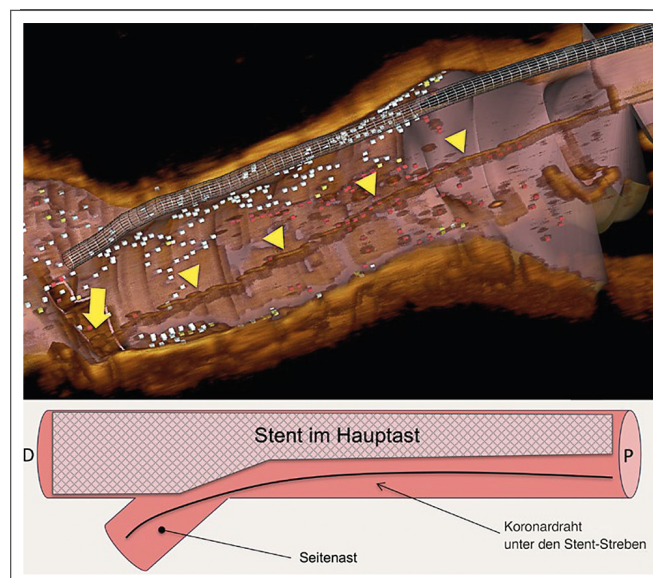 Stent im Hauptast
D
P
Koronardraht
unter den Stent-Streben
Seitenast